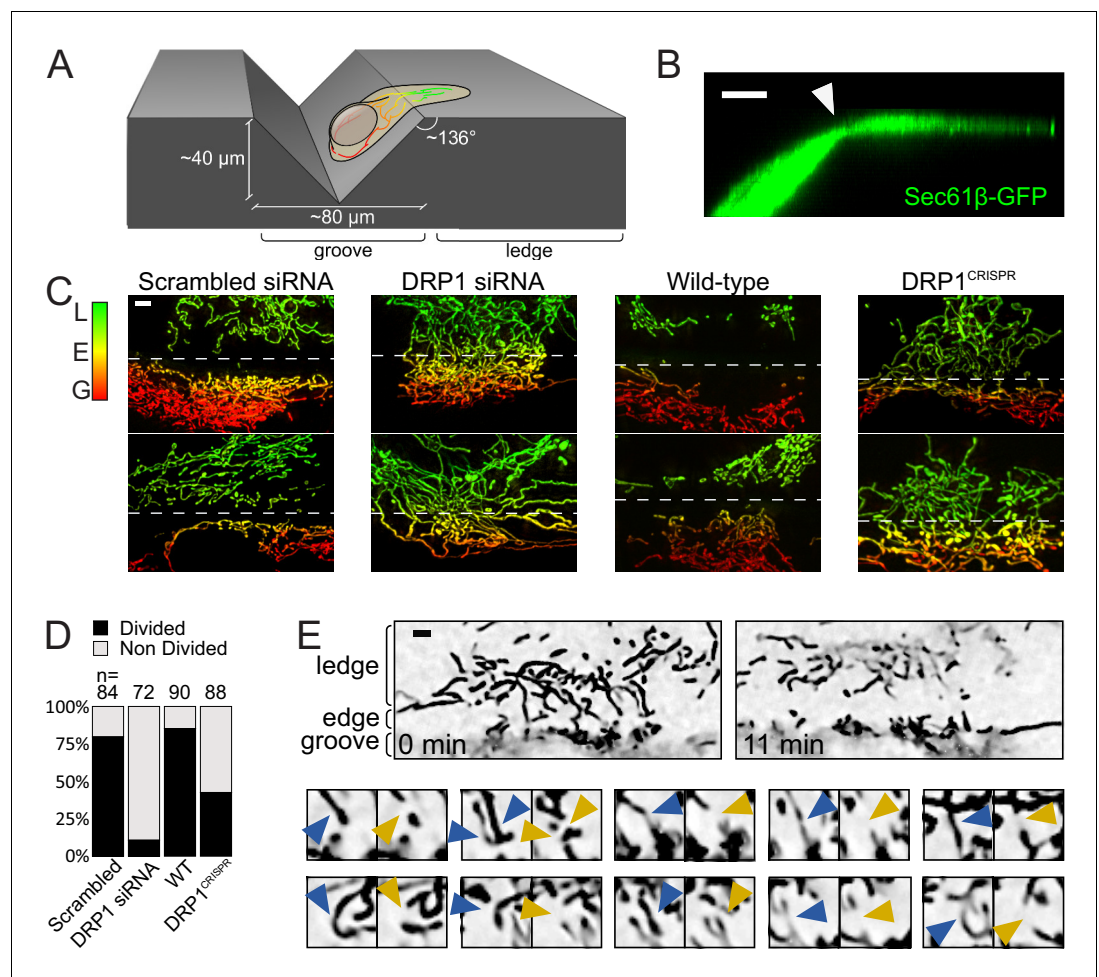 A
~40 µm
~136°
~80 µm
groove
ledge
B
Sec61β-GFP
C
L
E
G
Scrambled siRNA
DRP1 siRNA
Wild-type
DRP1CRISPR
D
Divided
Non Divided
n=
84 72 90 88
100%
75%
50%
25%
0%
Scrambled
DRP1 siRNA
WT
DRP1CRISPR
E
ledge
edge
groove
0 min
11 min